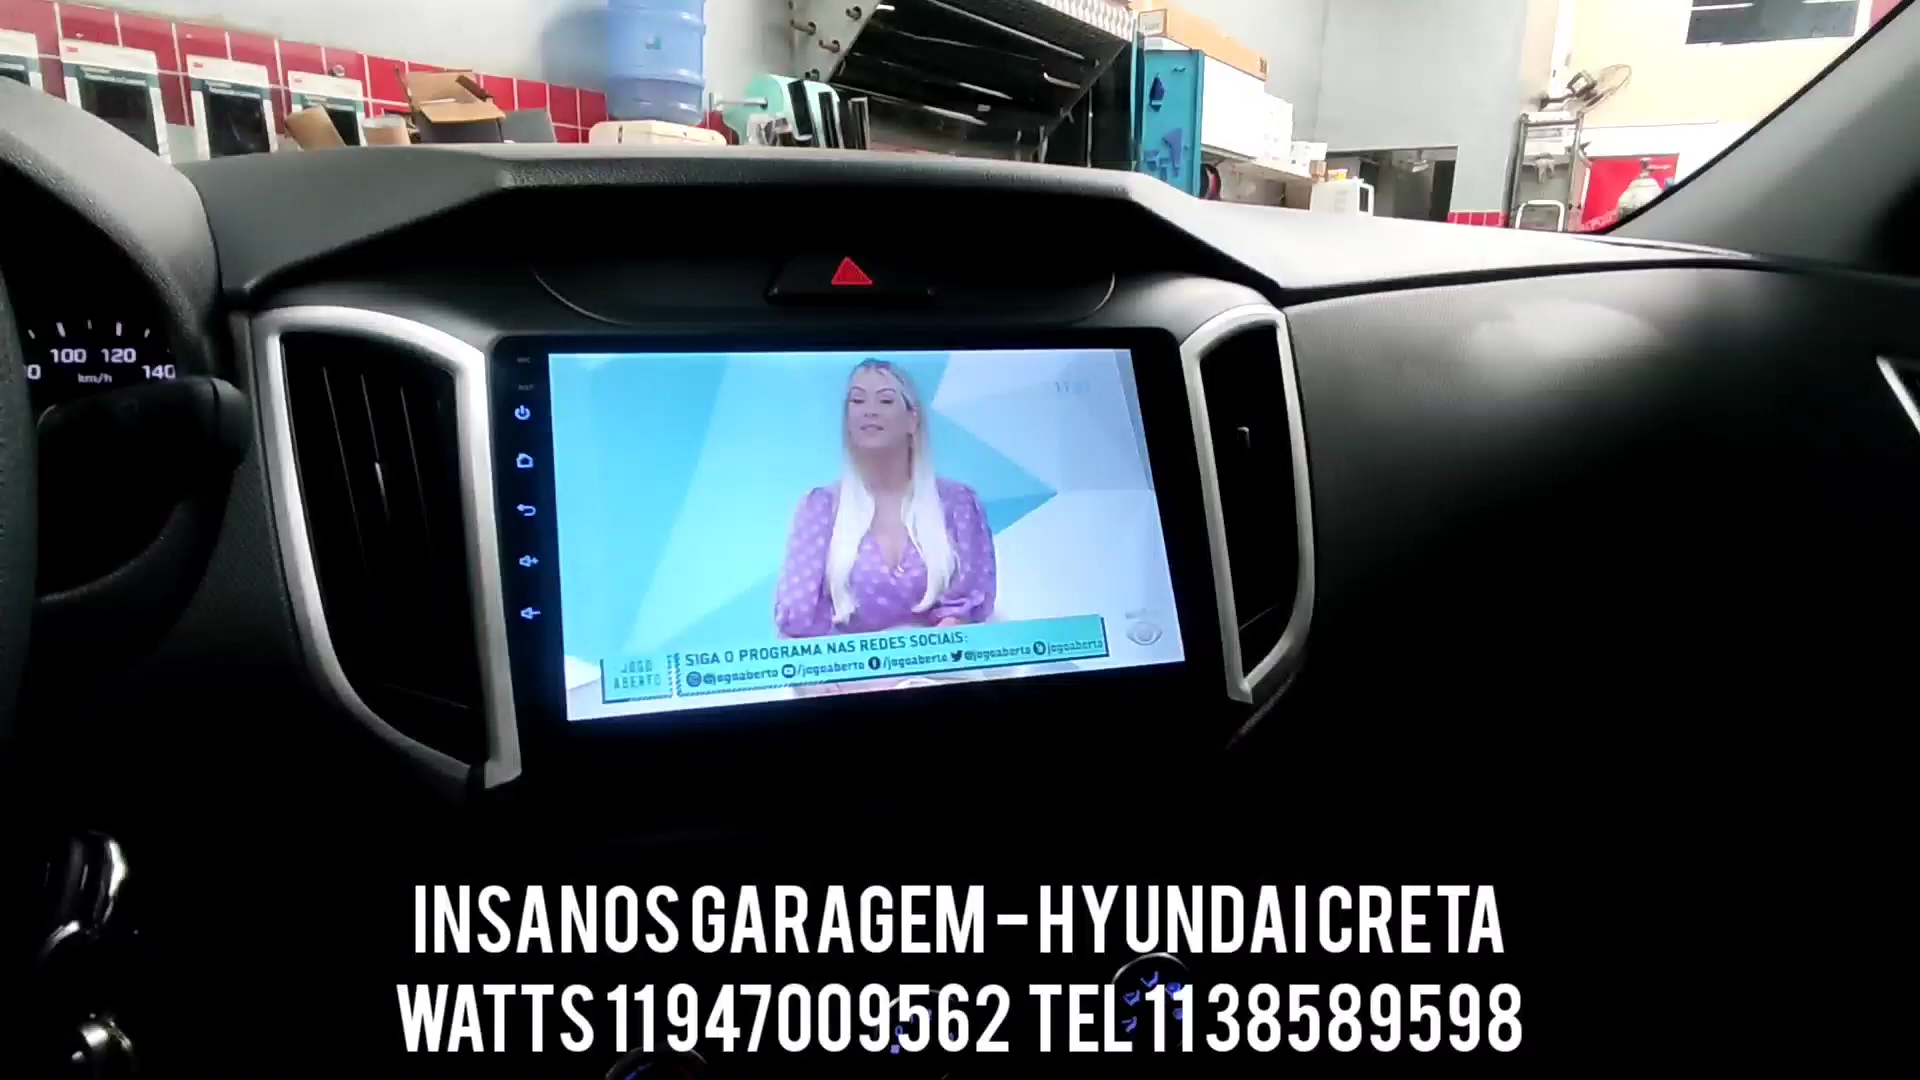 100 120
140
km/h
SIGA O PROGRAMA NAS REDES SOCIAIS:
JOGO
ABERTO
@jogoaberto /jogoaberto /jogoaberto @jogoaberto jogoaberto
INSANOS GARAGEM - HYUNDAI CRETA
WATTS 11947009562 TEL 1138589598